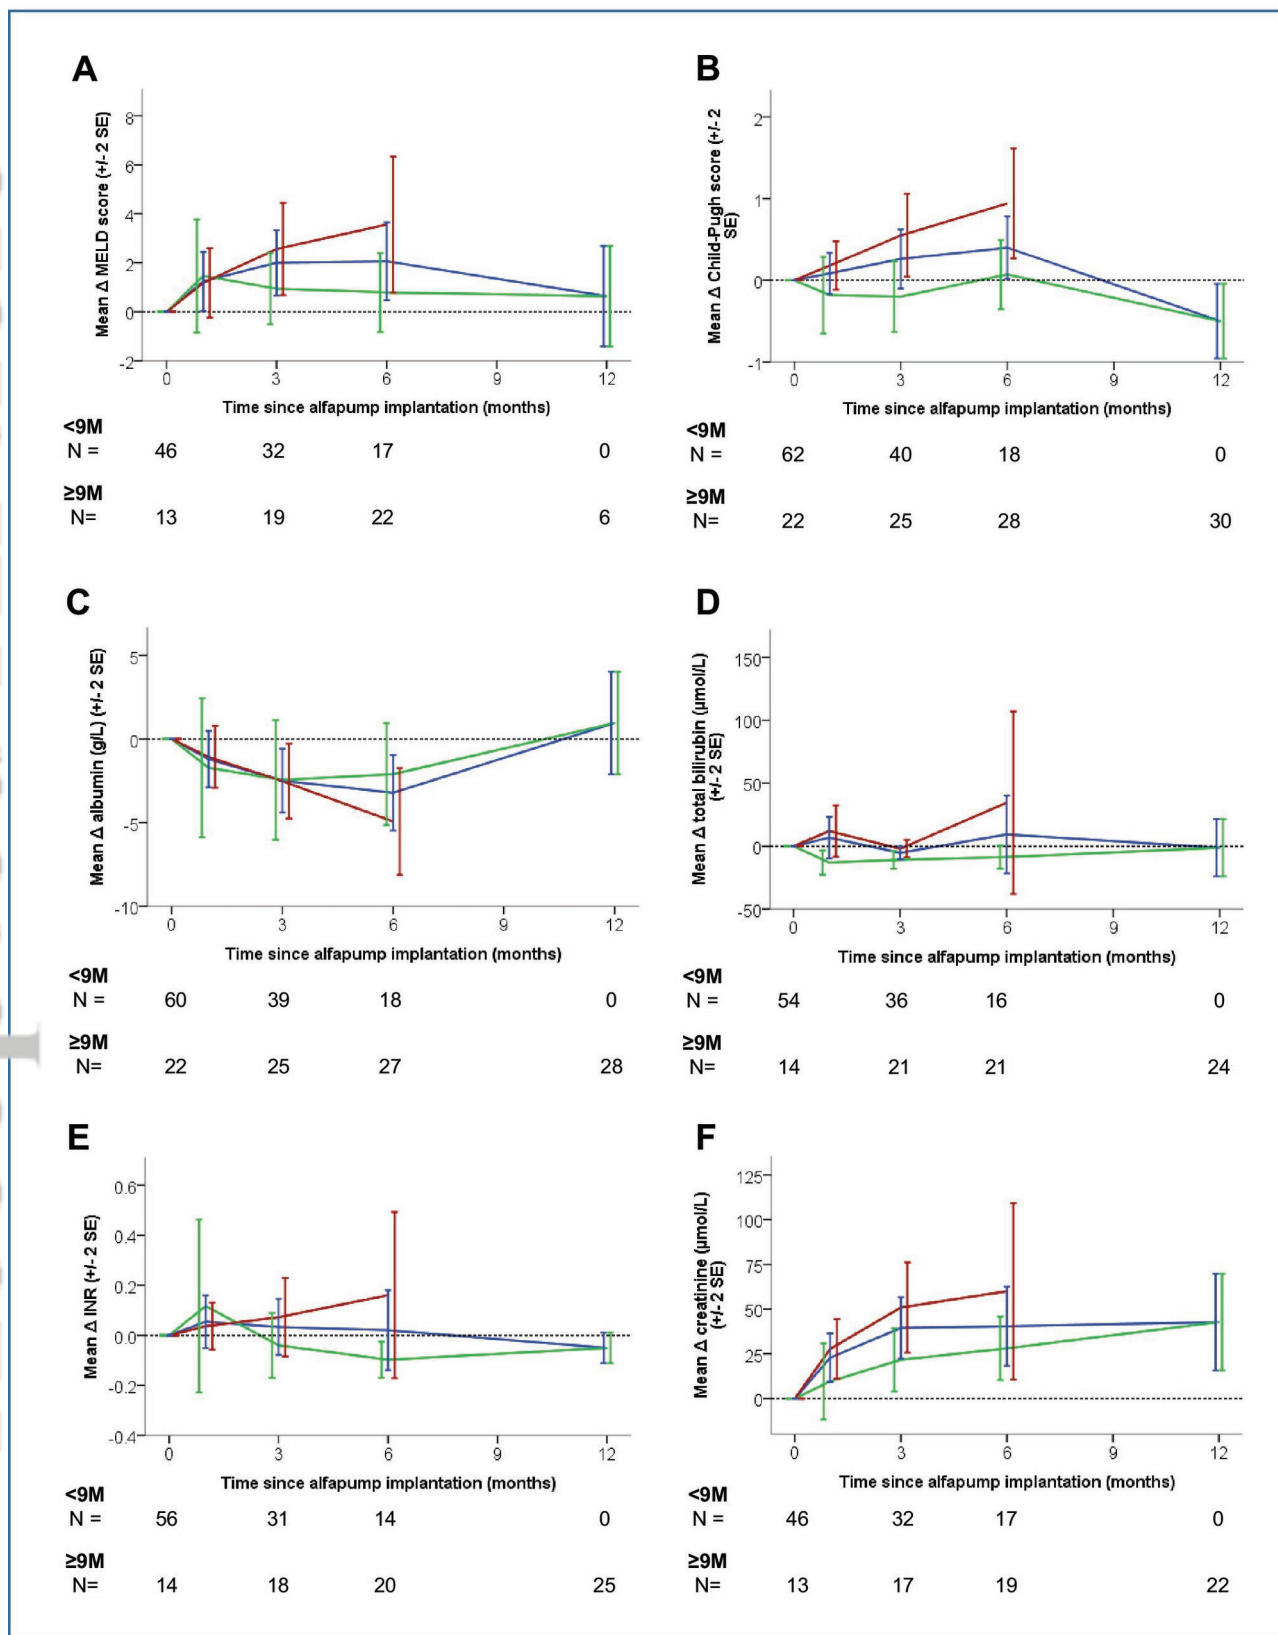 A
Mean Δ MELD score (+/- 2 SE)
8
6
4
2
0
-2
0 3 6 9 12
Time since alfapump implantation (months)
<9M
N = 46 32 17 0
≥9M
N= 13 19 22 6
B
Mean Δ Child-Pugh score (+/- 2
SE)
2
1
0
-1
0 3 6 9 12
Time since alfapump implantation (months)
<9M
N = 62 40 18 0
≥9M
N= 22 25 28 30
C
Mean Δ albumin (g/L) (+/- 2 SE)
5
0
-5
-10
0 3 6 9 12
Time since alfapump implantation (months)
<9M
N = 60 39 18 0
≥9M
N= 22 25 27 28
D
Mean Δ total bilirubin (μmol/L)
(+/- 2 SE)
150
100
50
0
-50
0 3 6 9 12
Time since alfapump implantation (months)
<9M
N = 54 36 16 0
≥9M
N= 14 21 21 24
E
Mean Δ INR (+/- 2 SE)
0.6
0.4
0.2
0.0
-0.2
-0.4
0 3 6 9 12
Time since alfapump implantation (months)
<9M
N = 56 31 14 0
≥9M
N= 14 18 20 25
F
Mean Δ creatinine (μmol/L)
(+/- 2 SE)
125
100
75
50
25
0
0 3 6 9 12
Time since alfapump implantation (months)
<9M
N = 46 32 17 0
≥9M
N= 13 17 19 22